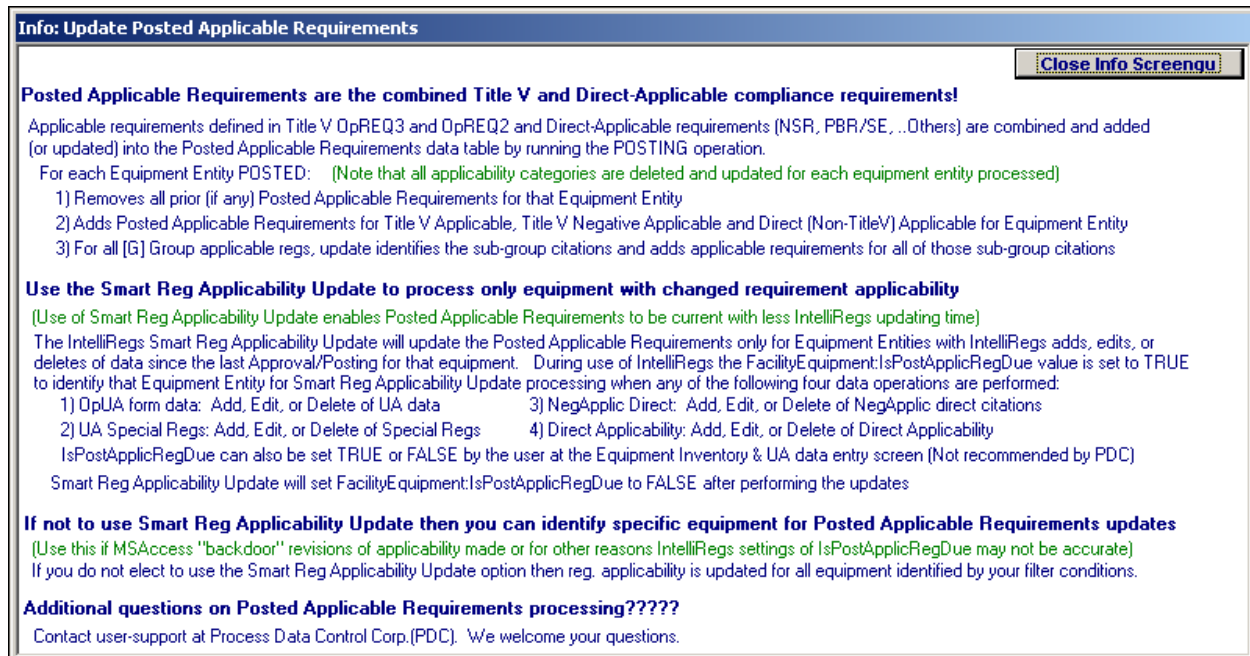 Info: Update Posted Applicable Requirements
Close Info Screenqu
Posted Applicable Requirements are the combined Title V and Direct-Applicable compliance requirements!
Applicable requirements defined in Title V OpREQ3 and OpREQ2 and Direct-Applicable requirements (NSR, PBR/SE, ..Others) are combined and added
(or updated) into the Posted Applicable Requirements data table by running the POSTING operation.
For each Equipment Entity POSTED: (Note that all applicability categories are deleted and updated for each equipment entity processed)
1) Removes all prior (if any) Posted Applicable Requirements for that Equipment Entity
2) Adds Posted Applicable Requirements for Title V Applicable, Title V Negative Applicable and Direct (Non-TitleV) Applicable for Equipment Entity
3) For all [G] Group applicable regs, update identifies the sub-group citations and adds applicable requirements for all of those sub-group citations
Use the Smart Reg Applicability Update to process only equipment with changed requirement applicability
(Use of Smart Reg Applicability Update enables Posted Applicable Requirements to be current with less IntelliRegs updating time)
The IntelliRegs Smart Reg Applicability Update will update the Posted Applicable Requirements only for Equipment Entities with IntelliRegs adds, edits, or
deletes of data since the last Approval/Posting for that equipment. During use of IntelliRegs the FacilityEquipment:IsPostApplicRegDue value is set to TRUE
to identify that Equipment Entity for Smart Reg Applicability Update processing when any of the following four data operations are performed:
1) OpUA form data: Add, Edit, or Delete of UA data 3) NegApplic Direct: Add, Edit, or Delete of NegApplic direct citations
2) UA Special Regs: Add, Edit, or Delete of Special Regs 4) Direct Applicability: Add, Edit, or Delete of Direct Applicability
IsPostApplicRegDue can also be set TRUE or FALSE by the user at the Equipment Inventory & UA data entry screen (Not recommended by PDC)
Smart Reg Applicability Update will set FacilityEquipment:IsPostApplicRegDue to FALSE after performing the updates
If not to use Smart Reg Applicability Update then you can identify specific equipment for Posted Applicable Requirements updates
(Use this if MSAccess "backdoor" revisions of applicability made or for other reasons IntelliRegs settings of IsPostApplicRegDue may not be accurate)
If you do not elect to use the Smart Reg Applicability Update option then reg. applicability is updated for all equipment identified by your filter conditions.
Additional questions on Posted Applicable Requirements processing?????
Contact user-support at Process Data Control Corp.(PDC). We welcome your questions.